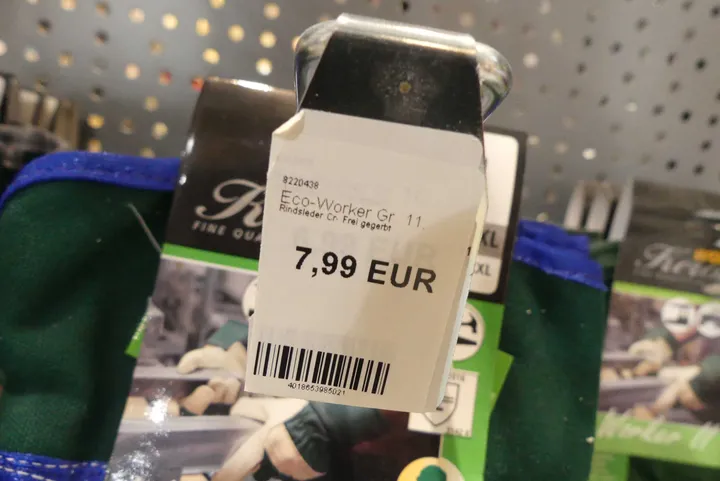 8220438
Eco-Worker Gr. 11,
Rindsleder Cr. Frei gegerbt
7,99 EUR
4018653985021
FINE QUA
XL
XL
Worker